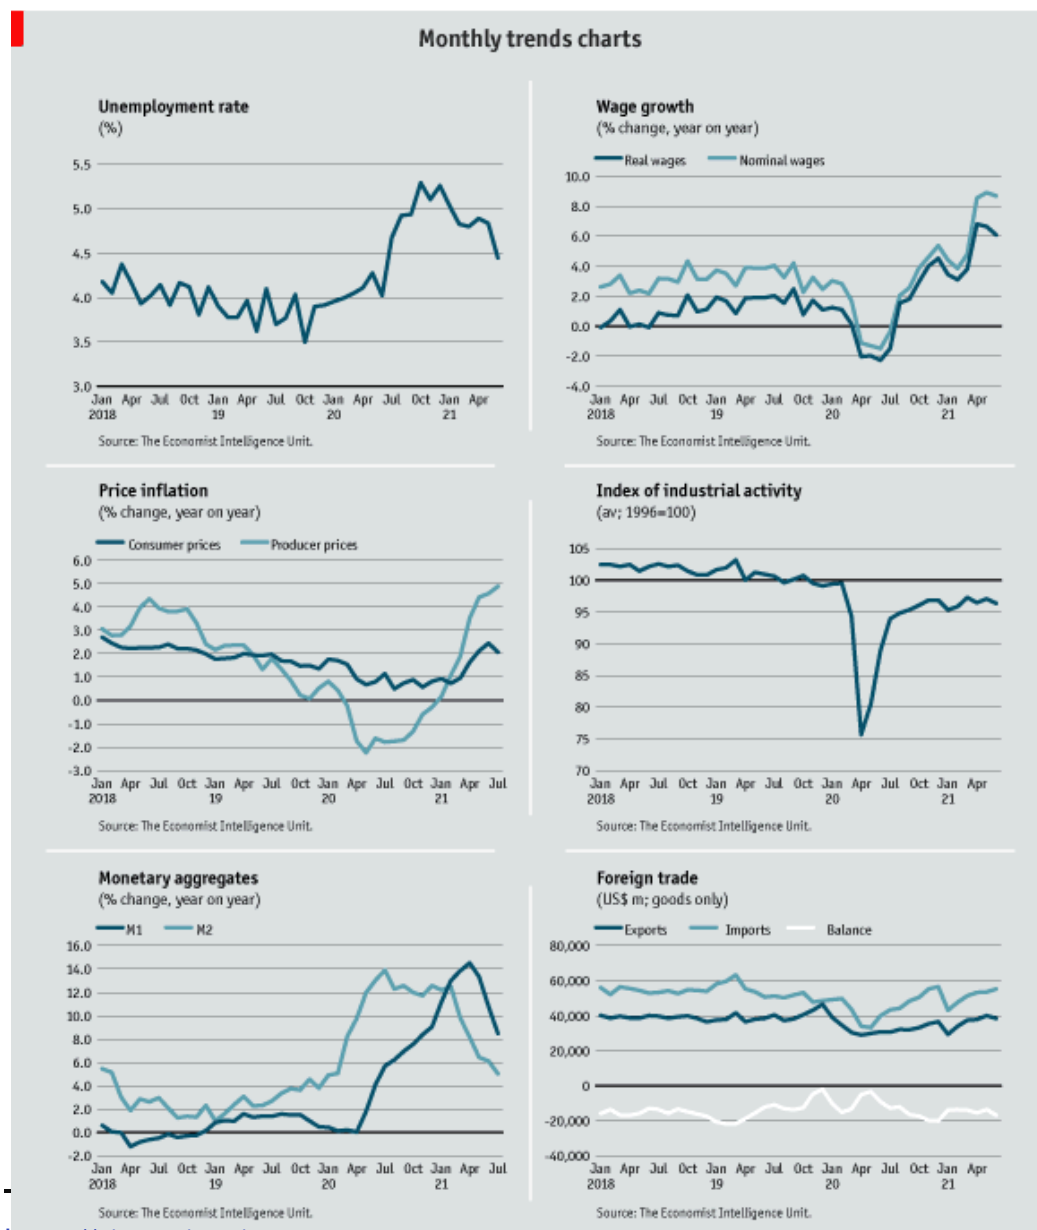 Monthly trends charts
Unemployment rate
(%)
5.5
5.0
4.5
4.0
3.5
3.0
Jan Apr Jul Oct Jan Apr Jul Oct Jan Apr Jul Oct Jan Apr
2018 19 20 21
Source: The Economist Intelligence Unit.
Wage growth
(% change, year on year)
Real wages Nominal wages
10.0
8.0
6.0
4.0
2.0
0.0
-2.0
-4.0
Jan Apr Jul Oct Jan Apr Jul Oct Jan Apr Jul Oct Jan Apr
2018 19 20 21
Source: The Economist Intelligence Unit.
Price inflation
(% change, year on year)
Consumer prices Producer prices
6.0
5.0
4.0
3.0
2.0
1.0
0.0
-1.0
-2.0
-3.0
Jan Apr Jul Oct Jan Apr Jul Oct Jan Apr Jul Oct Jan Apr Jul
2018 19 20 21
Source: The Economist Intelligence Unit.
Index of industrial activity
(av; 1996=100)
105
100
95
90
85
80
75
70
Jan Apr Jul Oct Jan Apr Jul Oct Jan Apr Jul Oct Jan Apr
2018 19 20 21
Source: The Economist Intelligence Unit.
Monetary aggregates
(% change, year on year)
M1 M2
16.0
14.0
12.0
10.0
8.0
6.0
4.0
2.0
0.0
-2.0
Jan Apr Jul Oct Jan Apr Jul Oct Jan Apr Jul Oct Jan Apr Jul
2018 19 20 21
Source: The Economist Intelligence Unit.
Foreign trade
(US$ m; goods only)
Exports Imports Balance
80,000
60,000
40,000
20,000
0
-20,000
-40,000
Jan Apr Jul Oct Jan Apr Jul Oct Jan Apr Jul Oct Jan Apr
2018 19 20 21
Source: The Economist Intelligence Unit.